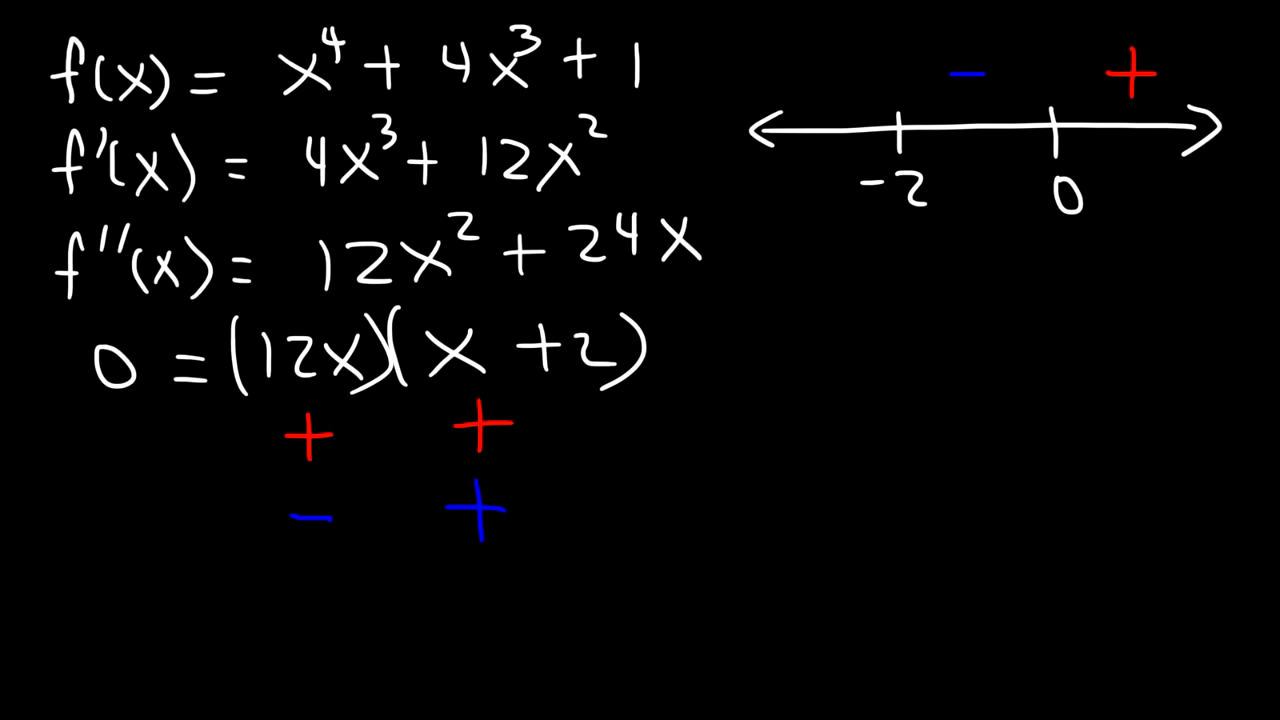 f(x) = x⁴ + 4x³ + 1
f'(x) = 4x³ + 12x²
f''(x) = 12x² + 24x
0 = (12x)(x + 2)
+ +
- +
- +
-2 0